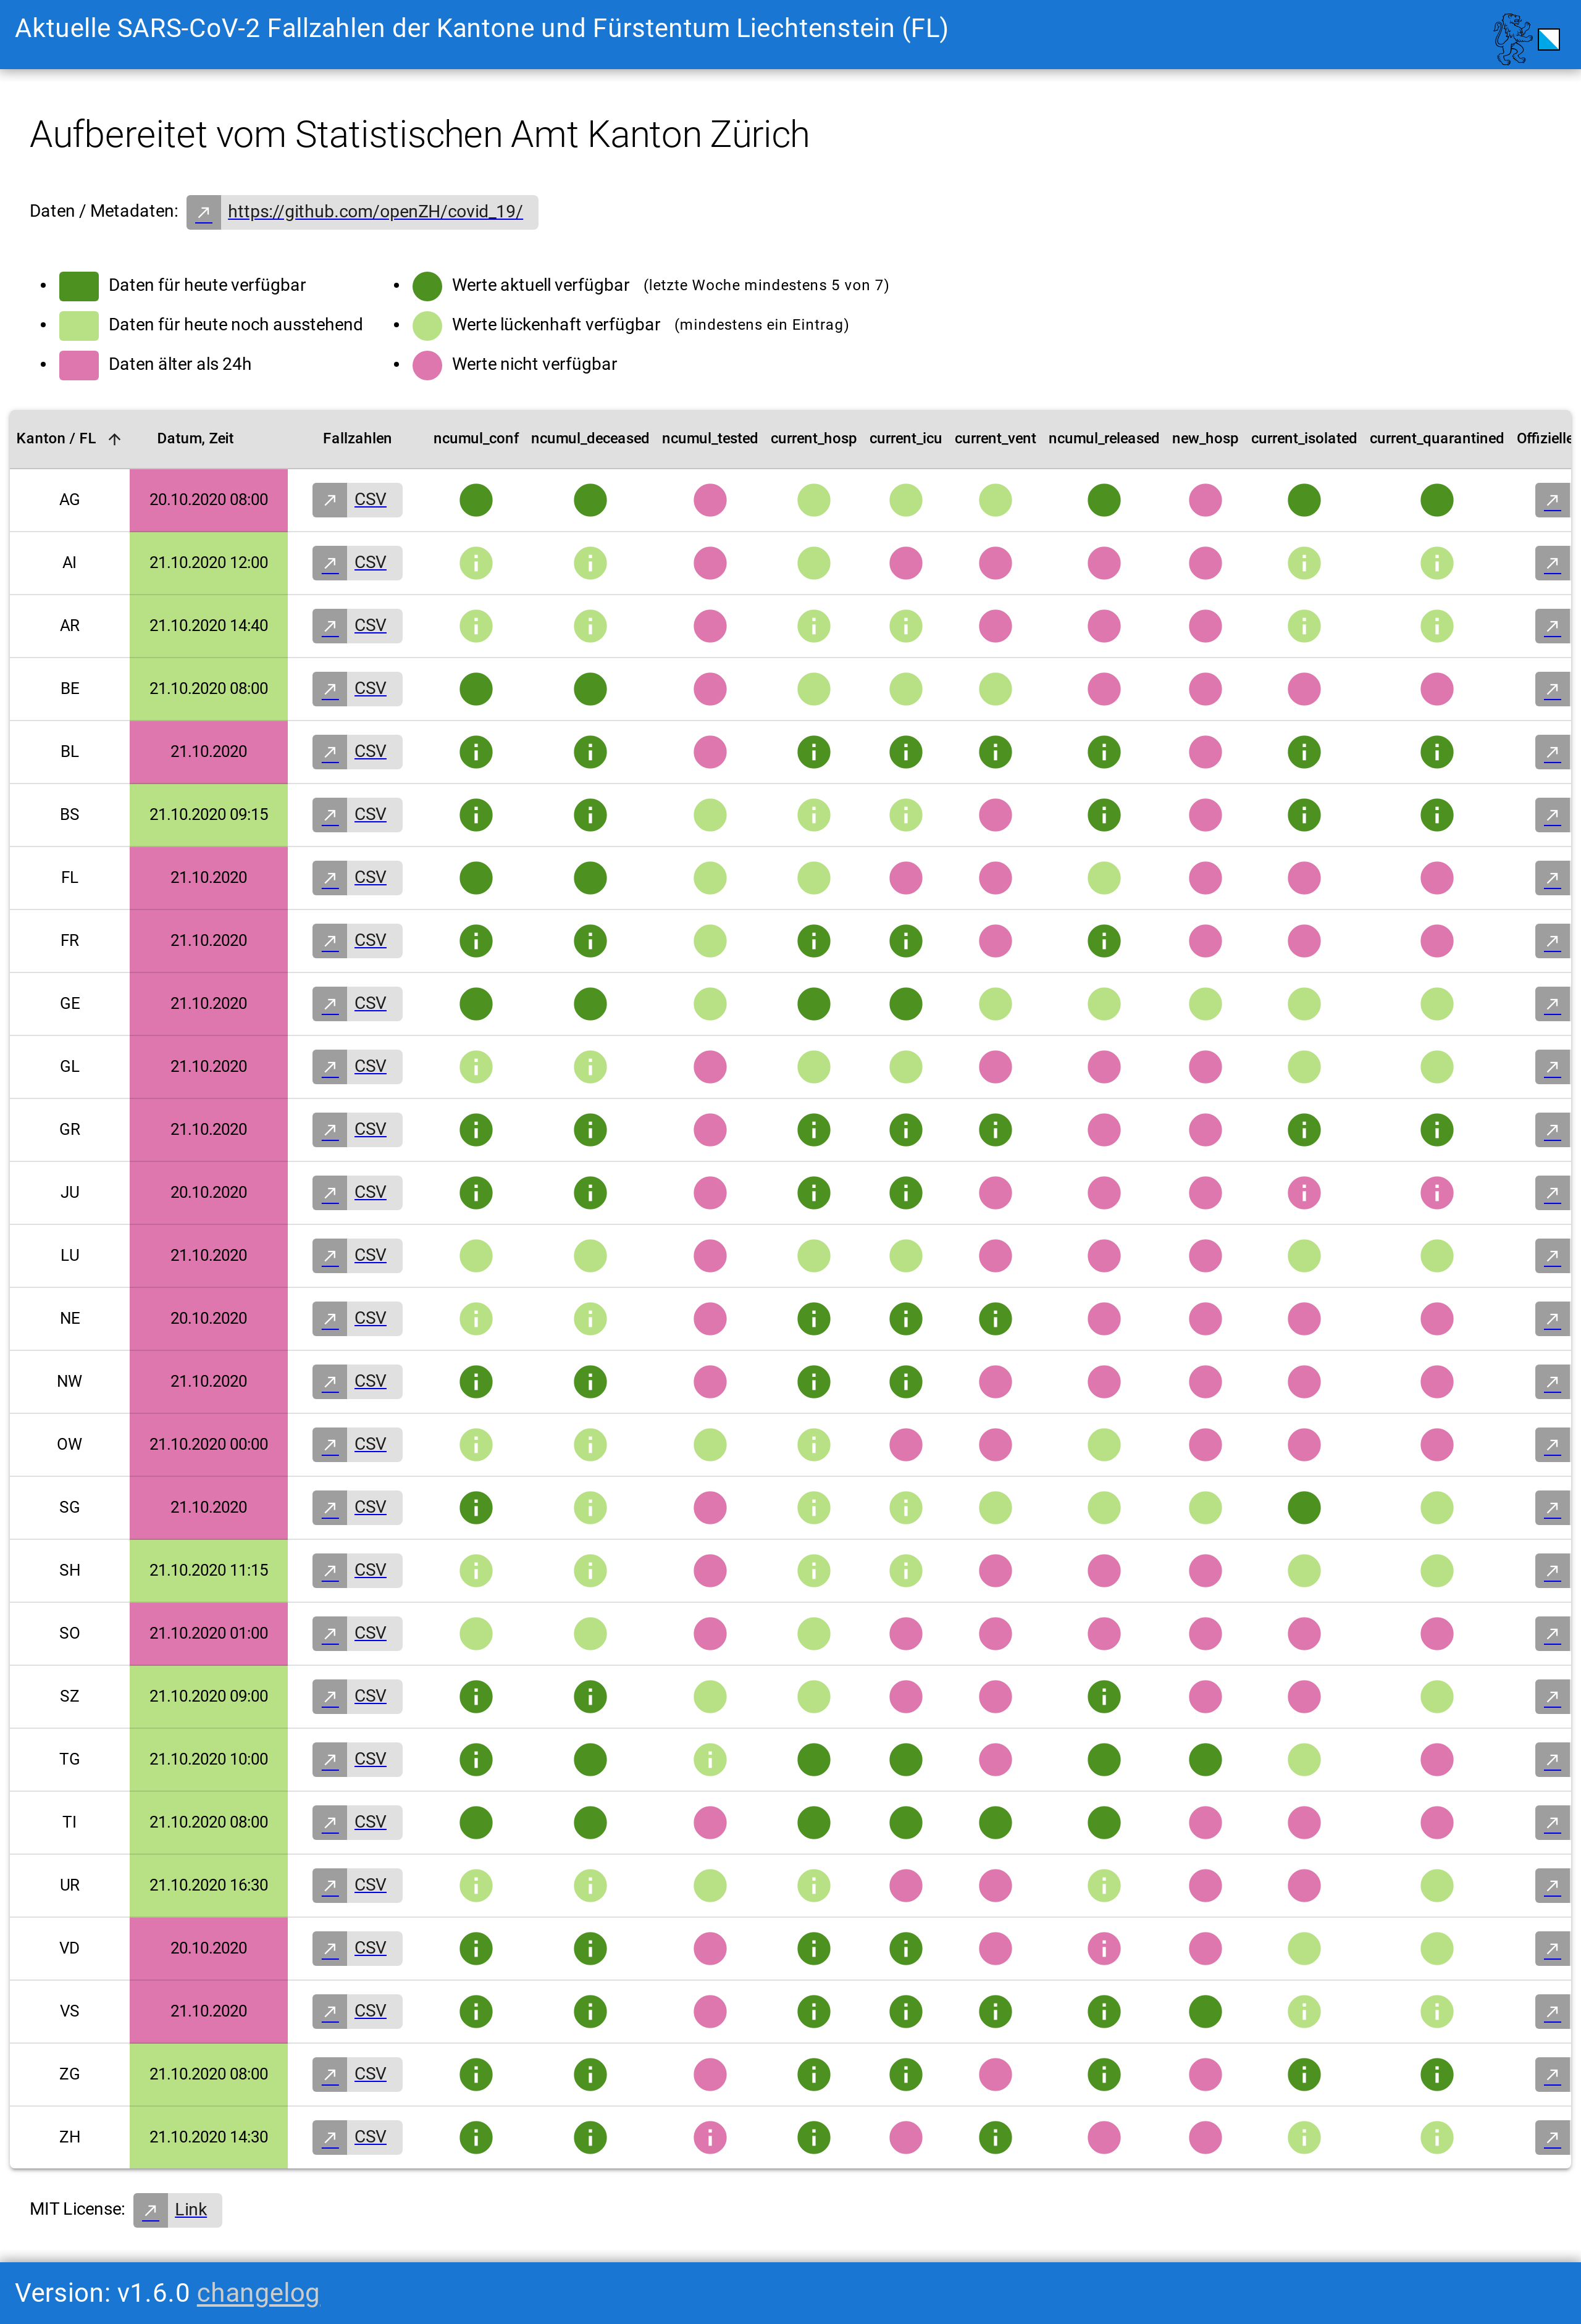 Aktuelle SARS-CoV-2 Fallzahlen der Kantone und Fürstentum Liechtenstein (FL)
Aufbereitet vom Statistischen Amt Kanton Zürich
Daten / Metadaten: https://github.com/openZH/covid_19/
Daten für heute verfügbar
Daten für heute noch ausstehend
Daten älter als 24h
Werte aktuell verfügbar (letzte Woche mindestens 5 von 7)
Werte lückenhaft verfügbar (mindestens ein Eintrag)
Werte nicht verfügbar
Kanton / FL Datum, Zeit Fallzahlen ncumul_conf ncumul_deceased ncumul_tested current_hosp current_icu current_vent ncumul_released new_hosp current_isolated current_quarantined Offizielle
AG 20.10.2020 08:00 CSV
AI 21.10.2020 12:00 CSV
AR 21.10.2020 14:40 CSV
BE 21.10.2020 08:00 CSV
BL 21.10.2020 CSV
BS 21.10.2020 09:15 CSV
FL 21.10.2020 CSV
FR 21.10.2020 CSV
GE 21.10.2020 CSV
GL 21.10.2020 CSV
GR 21.10.2020 CSV
JU 20.10.2020 CSV
LU 21.10.2020 CSV
NE 20.10.2020 CSV
NW 21.10.2020 CSV
OW 21.10.2020 00:00 CSV
SG 21.10.2020 CSV
SH 21.10.2020 11:15 CSV
SO 21.10.2020 01:00 CSV
SZ 21.10.2020 09:00 CSV
TG 21.10.2020 10:00 CSV
TI 21.10.2020 08:00 CSV
UR 21.10.2020 16:30 CSV
VD 20.10.2020 CSV
VS 21.10.2020 CSV
ZG 21.10.2020 08:00 CSV
ZH 21.10.2020 14:30 CSV
MIT License: Link
Version: v1.6.0 changelog